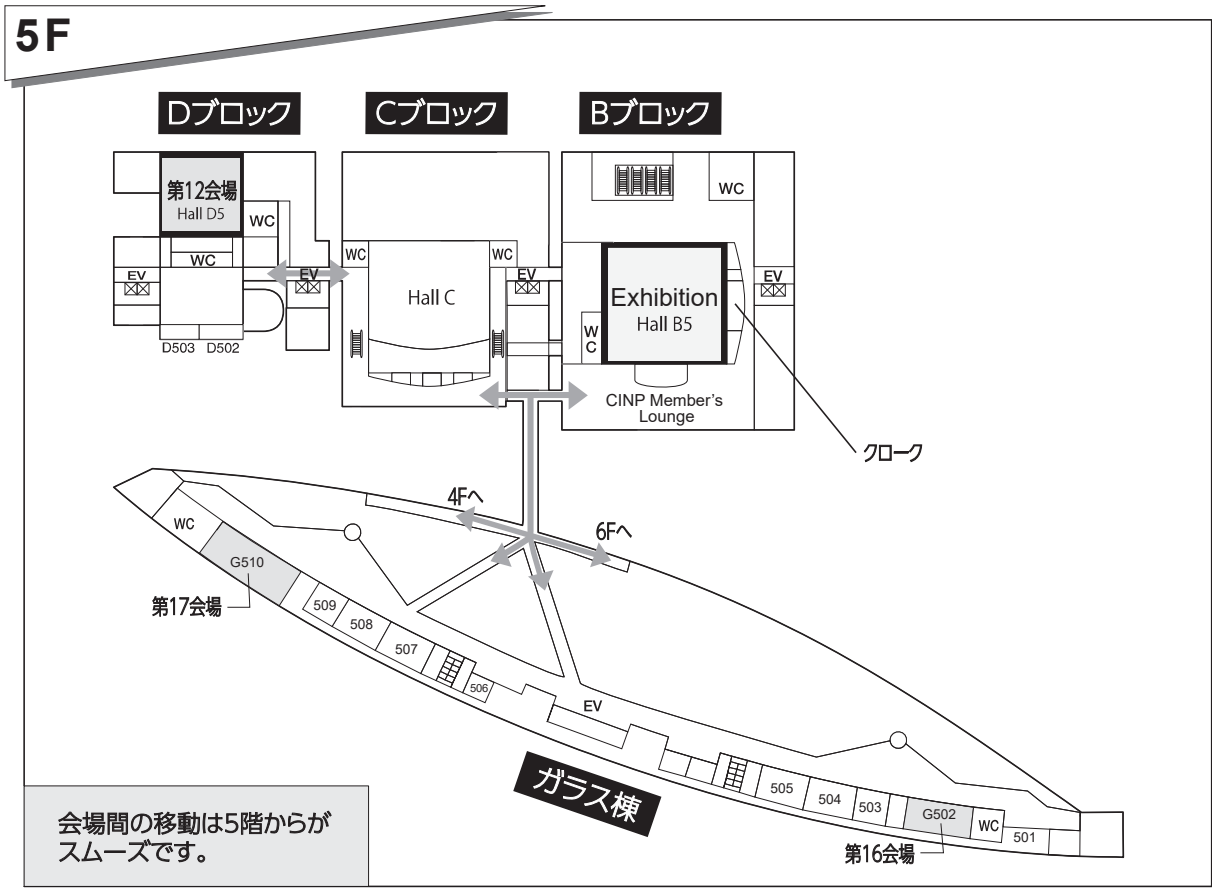 5F
Dブロック
Cブロック
Bブロック
第12会場
Hall D5
WC
WC
EV
EV
D503 D502
WC
WC
Hall C
EV
WC
EV
Exhibition
Hall B5
W
C
CINP Member's
Lounge
クローク
4Fへ
6Fへ
WC
G510
第17会場
509
508
507
506
EV
ガラス棟
505
504
503
G502
WC
501
第16会場
会場間の移動は5階からが
スムーズです。